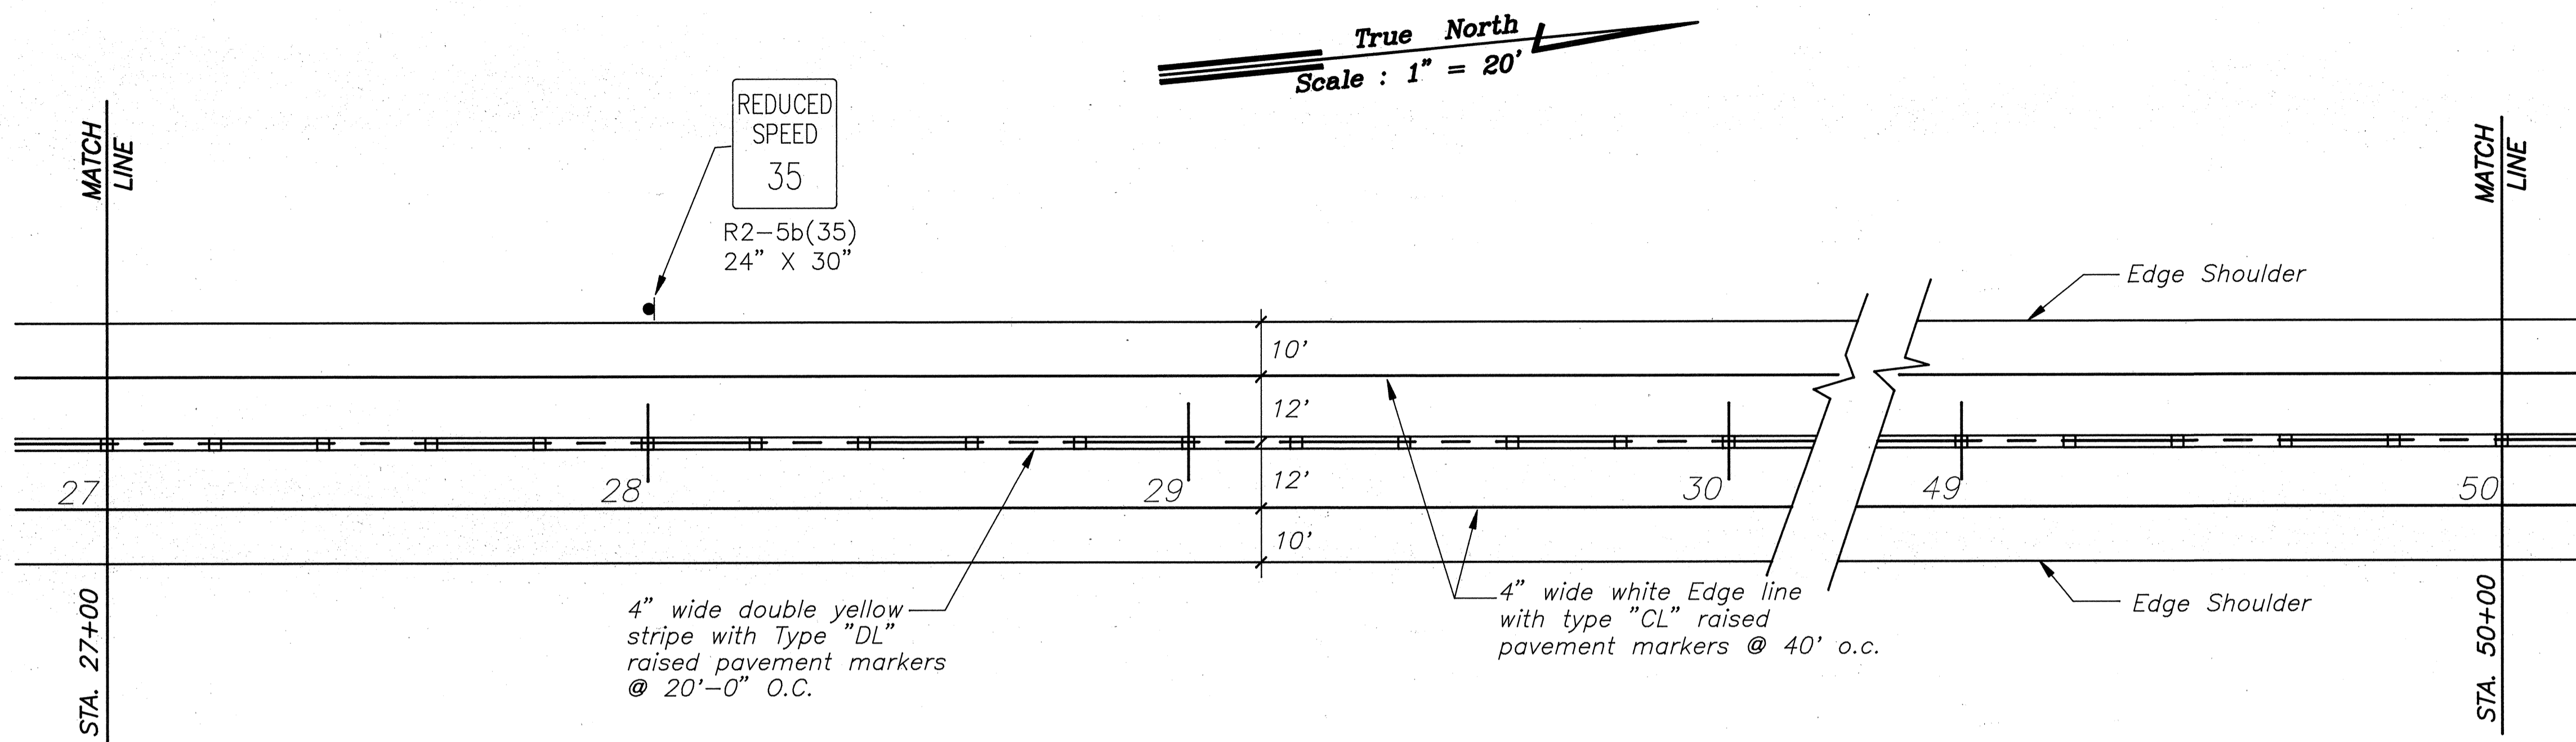 True North
Scale : 1" = 20'
MATCH
LINE
STA. 27+00
REDUCED
SPEED
35
R2-5b(35)
24" X 30"
MATCH
LINE
STA. 50+00
Edge Shoulder
10'
12'
12'
10'
27
28
29
30
49
50
4" wide double yellow
stripe with Type "DL"
raised pavement markers
@ 20'-0" O.C.
4" wide white Edge line
with type "CL" raised
pavement markers @ 40' o.c.
Edge Shoulder